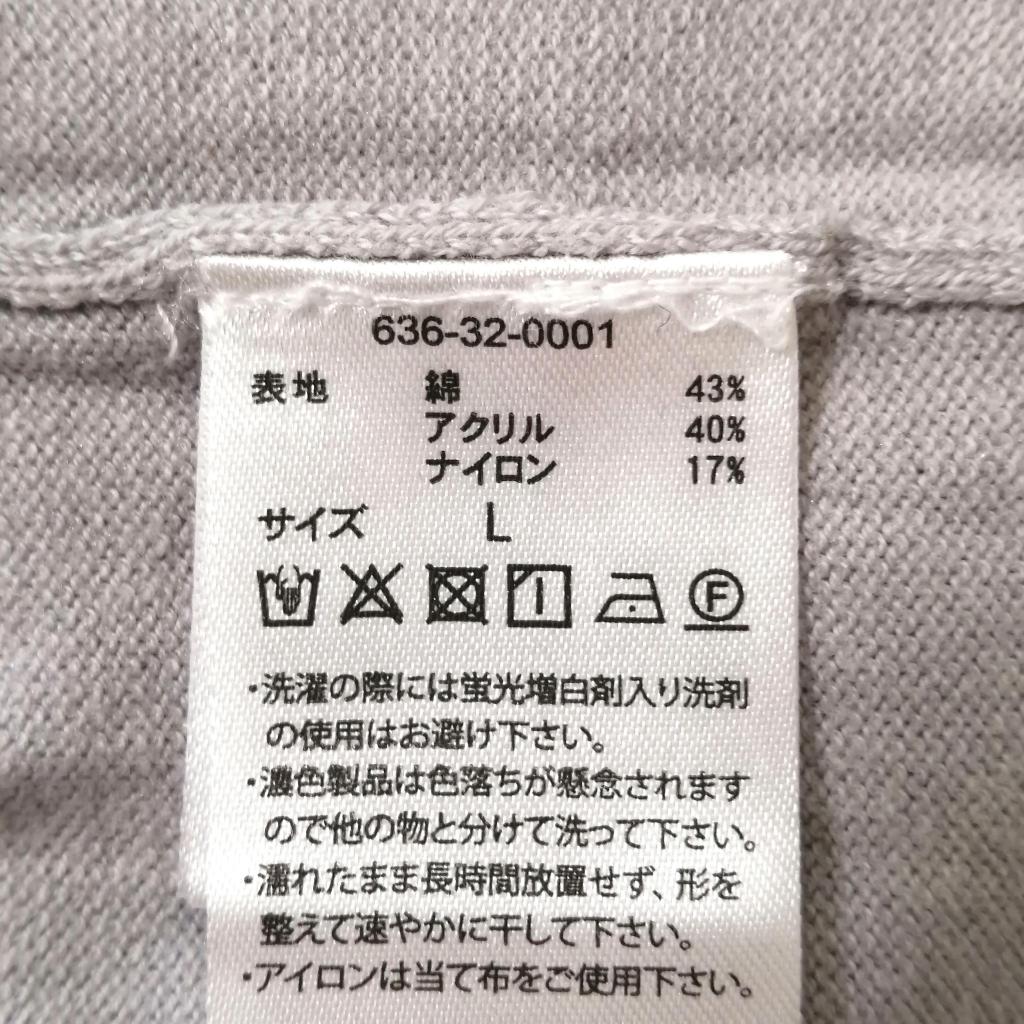 636-32-0001
表地 綿 43%
アクリル 40%
ナイロン 17%
サイズ L
F
・洗濯の際には蛍光増白剤入り洗剤
の使用はお避け下さい。
・濃色製品は色落ちが懸念されます
ので他の物と分けて洗って下さい。
・濡れたまま長時間放置せず、形を
整えて速やかに干して下さい。
・アイロンは当て布をご使用下さい。